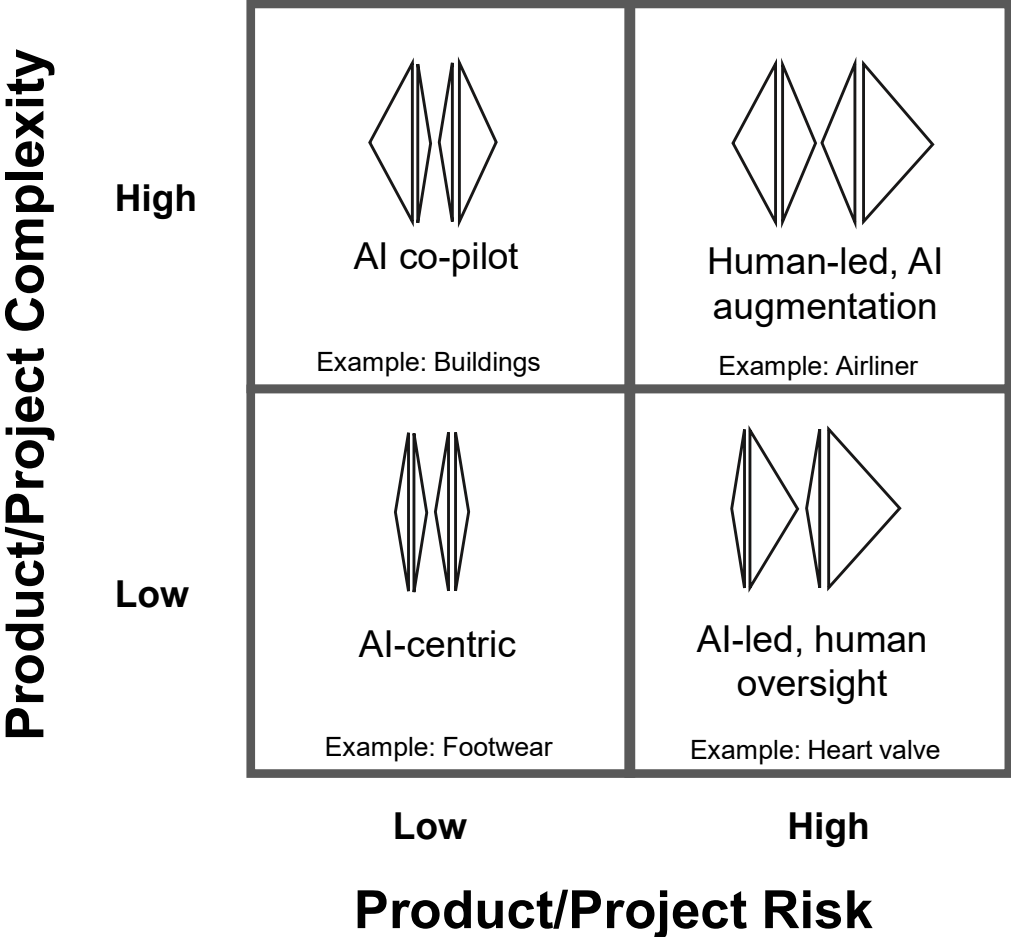 Product/Project Complexity
High
AI co-pilot
Example: Buildings
Human-led, AI
augmentation
Example: Airliner
Low
AI-centric
Example: Footwear
AI-led, human
oversight
Example: Heart valve
Low
High
Product/Project Risk